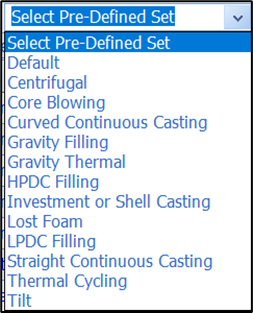 Select Pre-Defined Set
Select Pre-Defined Set
Default
Centrifugal
Core Blowing
Curved Continuous Casting
Gravity Filling
Gravity Thermal
HPDC Filling
Investment or Shell Casting
Lost Foam
LPDC Filling
Straight Continuous Casting
Thermal Cycling
Tilt